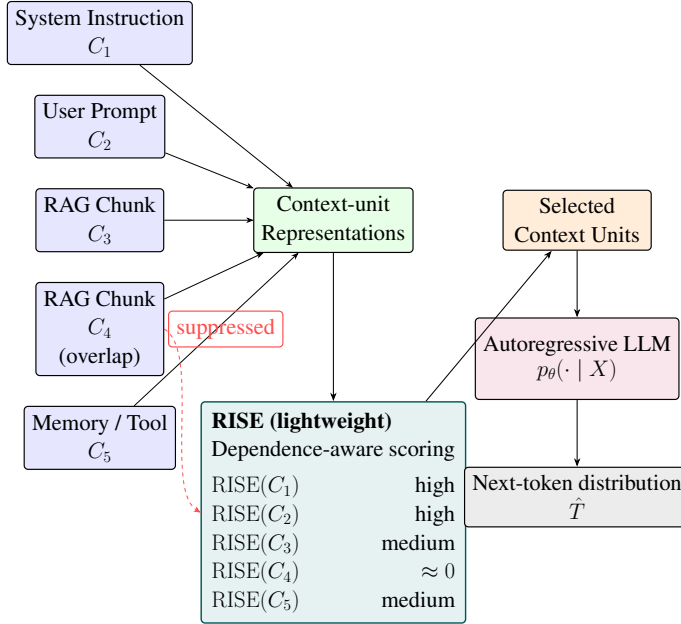 System Instruction
C₁
User Prompt
C₂
RAG Chunk
C₃
RAG Chunk
C₄
(overlap)
Memory / Tool
C₅
suppressed
Context-unit
Representations
RISE (lightweight)
Dependence-aware scoring
RISE(C₁) high
RISE(C₂) high
RISE(C₃) medium
RISE(C₄) ≈ 0
RISE(C₅) medium
Selected
Context Units
Autoregressive LLM
p_θ(· | X)
Next-token distribution
T̂